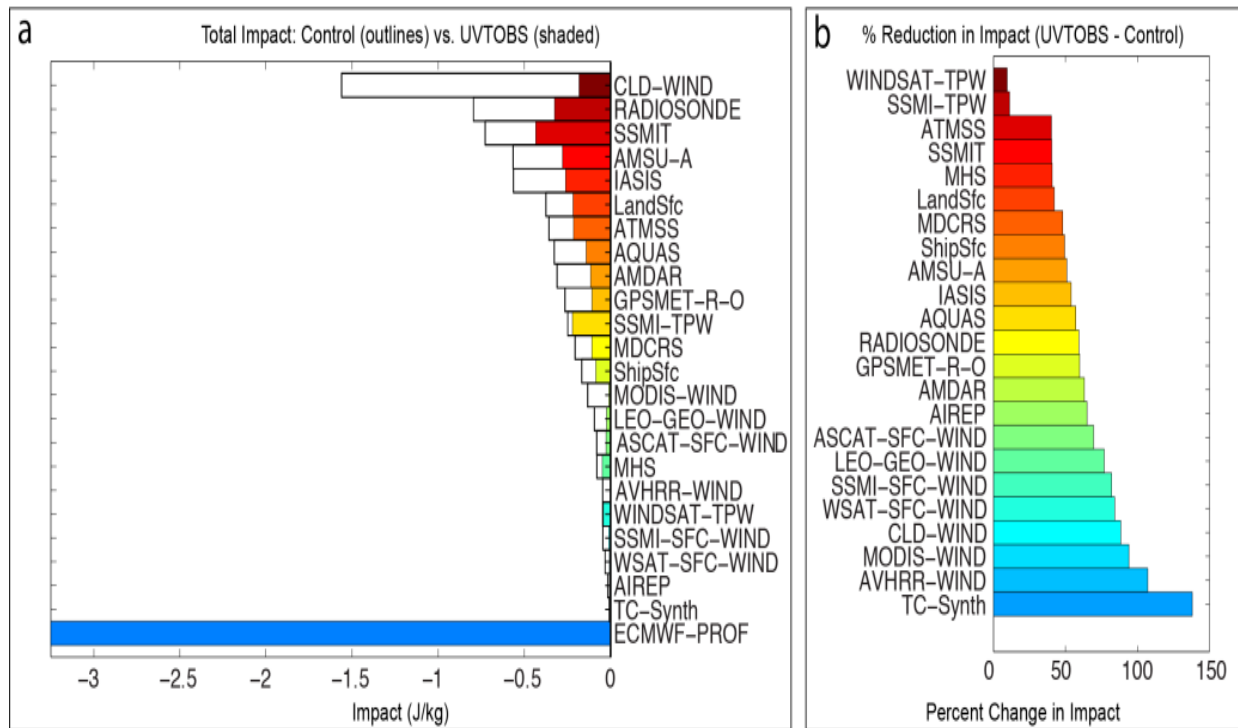 a
Total Impact: Control (outlines) vs. UVTOBS (shaded)
CLD-WIND
RADIOSONDE
SSMIT
AMSU-A
IASIS
LandSfc
ATMSS
AQUAS
AMDAR
GPSMET-R-O
SSMI-TPW
MDCRS
ShipSfc
MODIS-WIND
LEO-GEO-WIND
ASCAT-SFC-WIND
MHS
AVHRR-WIND
WINDSAT-TPW
SSMI-SFC-WIND
WSAT-SFC-WIND
AIREP
TC-Synth
ECMWF-PROF
-3 -2.5 -2 -1.5 -1 -0.5 0
Impact (J/kg)
b
% Reduction in Impact (UVTOBS - Control)
WINDSAT-TPW
SSMI-TPW
ATMSS
SSMIT
MHS
LandSfc
MDCRS
ShipSfc
AMSU-A
IASIS
AQUAS
RADIOSONDE
GPSMET-R-O
AMDAR
AIREP
ASCAT-SFC-WIND
LEO-GEO-WIND
SSMI-SFC-WIND
WSAT-SFC-WIND
CLD-WIND
MODIS-WIND
AVHRR-WIND
TC-Synth
0 50 100 150
Percent Change in Impact